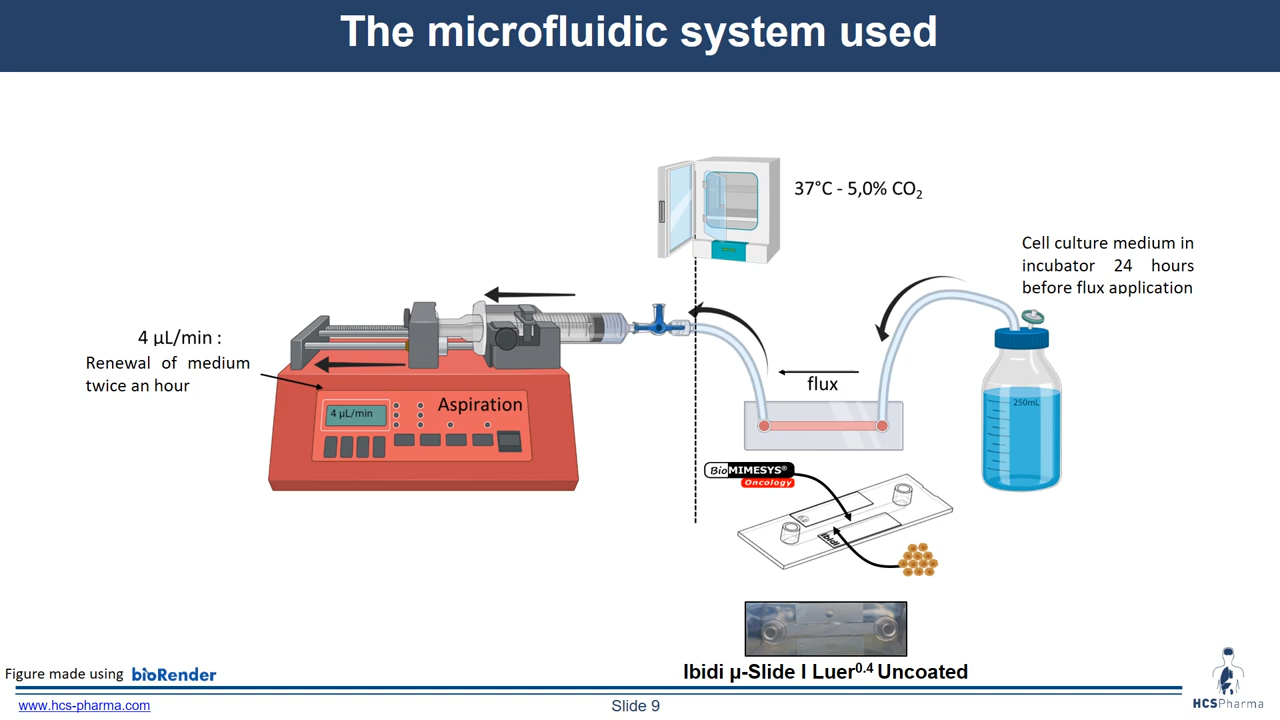 The microfluidic system used
37°C - 5,0% CO₂
Cell culture medium in
incubator 24 hours
before flux application
4 µL/min :
Renewal of medium
twice an hour
4 µL/min
Aspiration
flux
250mL
BioMIMESYS®
Oncology
ibidi
Ibidi µ-Slide I Luer⁰·⁴ Uncoated
Figure made using bioRender
www.hcs-pharma.com
Slide 9
HCSPharma